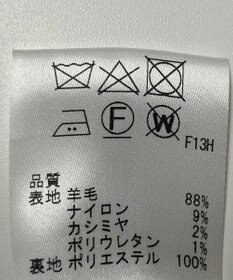 F
W
F13H
品質
表地 羊毛 88%
ナイロン 9%
カシミヤ 2%
ポリウレタン 1%
裏地 ポリエステル 100%